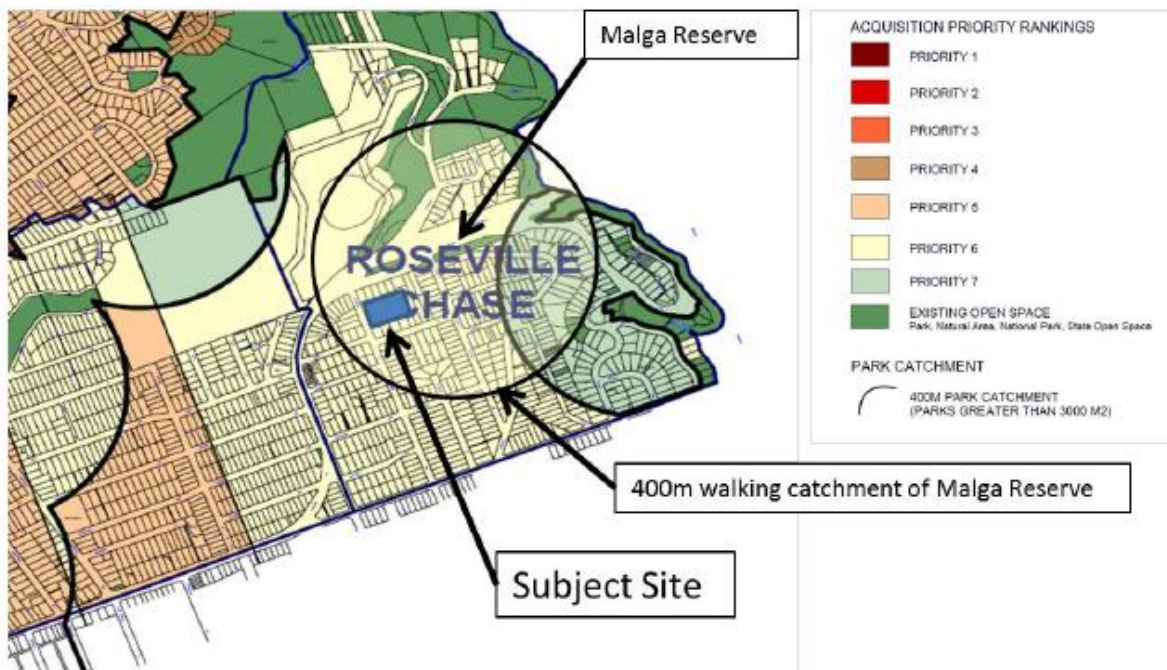 Malga Reserve
ROSEVILLE
CHASE
400m walking catchment of Malga Reserve
Subject Site
ACQUISITION PRIORITY RANKINGS
PRIORITY 1
PRIORITY 2
PRIORITY 3
PRIORITY 4
PRIORITY 5
PRIORITY 6
PRIORITY 7
EXISTING OPEN SPACE
Park, Natural Area, National Park, State Open Space
PARK CATCHMENT
400M PARK CATCHMENT
(PARKS GREATER THAN 3000 M2)